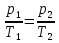 p₁/T₁ = p₂/T₂